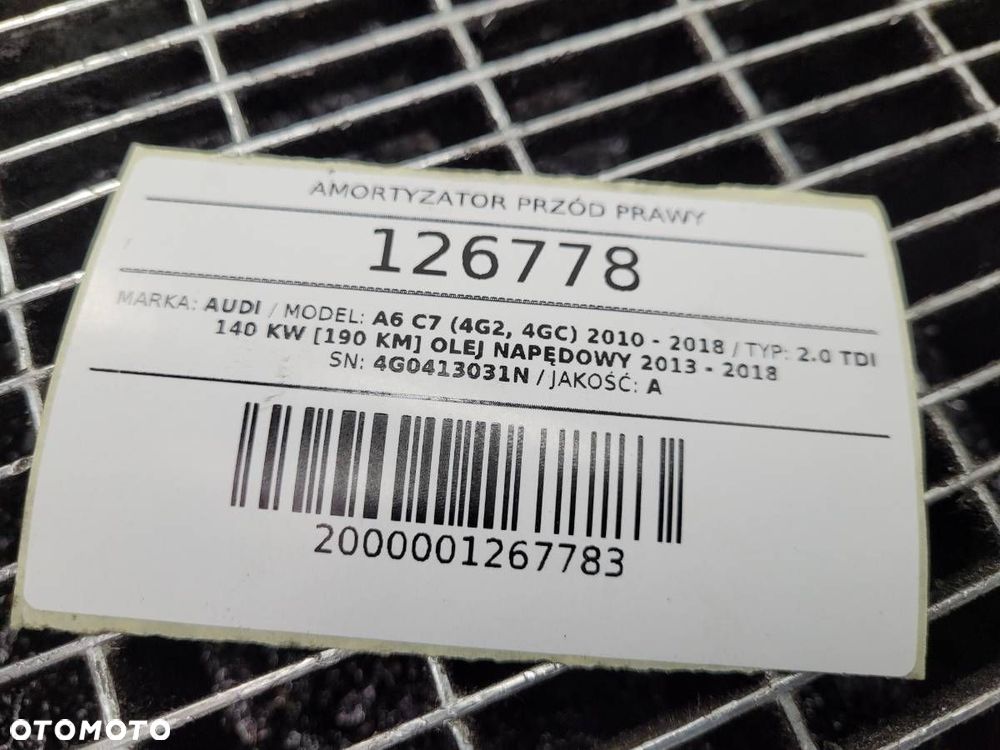 AMORTYZATOR PRZÓD PRAWY
126778
MARKA: AUDI / MODEL: A6 C7 (4G2, 4GC) 2010 - 2018 / TYP: 2.0 TDI
140 KW [190 KM] OLEJ NAPĘDOWY 2013 - 2018
SN: 4G0413031N / JAKOŚĆ: A
2000001267783
OTOMOTO